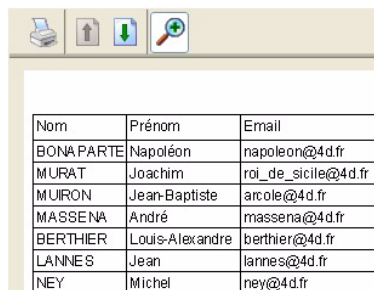 Nom Prénom Email
BONAPARTE Napoléon napoleon@4d.fr
MURAT Joachim roi_de_sicile@4d.fr
MUIRON Jean-Baptiste arcole@4d.fr
MASSENA André massena@4d.fr
BERTHIER Louis-Alexandre berthier@4d.fr
LANNES Jean lannes@4d.fr
NEY Michel ney@4d.fr